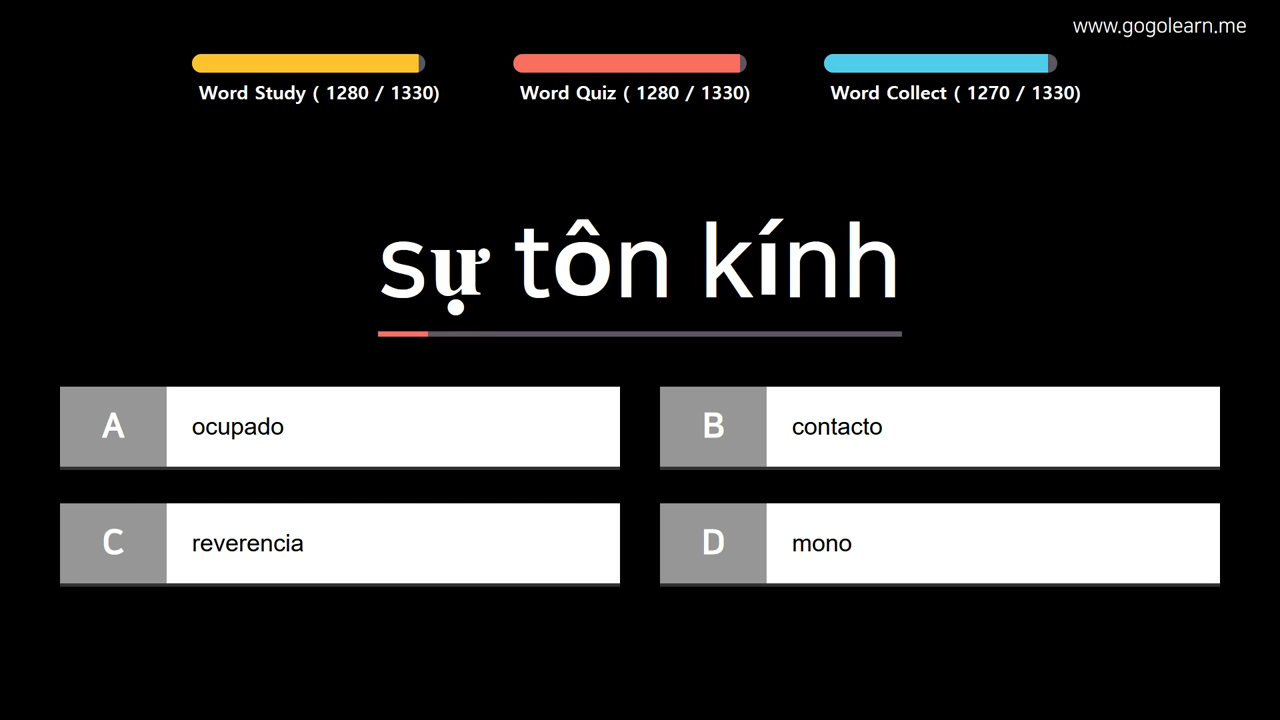 www.gogolearn.me
Word Study ( 1280 / 1330)
Word Quiz ( 1280 / 1330)
Word Collect ( 1270 / 1330)
sự tôn kính
A ocupado
B contacto
C reverencia
D mono